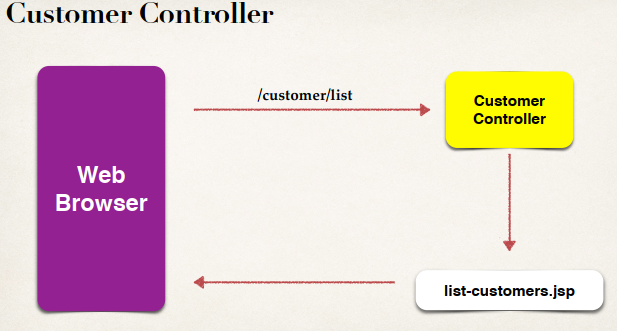 Customer Controller
/customer/list
Customer
Controller
Web
Browser
list-customers.jsp